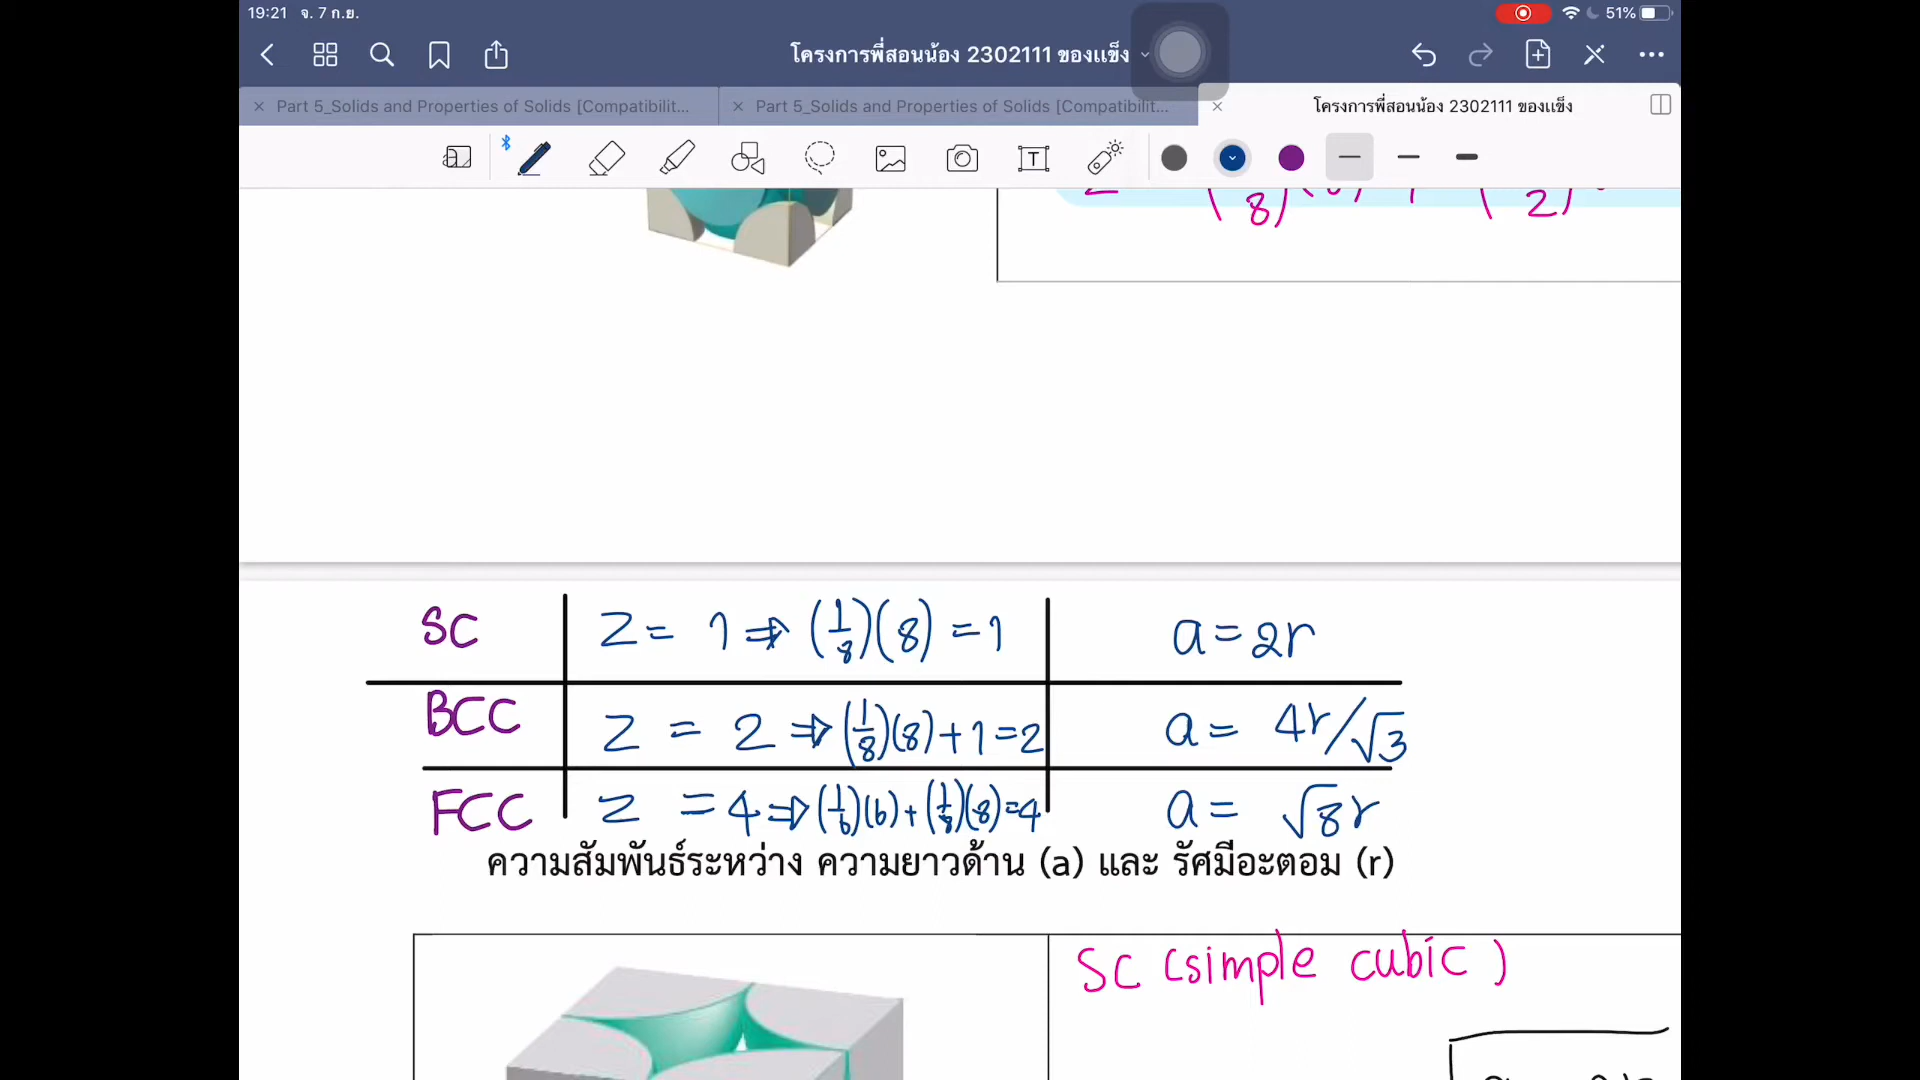 19:21 จ. 7 ก.ย. 51%
โครงการพี่สอนน้อง 2302111 ของแข็ง
Part 5_Solids and Properties of Solids [Compatibilit...
Part 5_Solids and Properties of Solids [Compatibilit...
โครงการพี่สอนน้อง 2302111 ของแข็ง
SC Z = 1 ⇒ (1/8)(8) = 1 a = 2r
BCC Z = 2 ⇒ (1/8)(8) + 1 = 2 a = 4r/√3
FCC Z = 4 ⇒ (1/6)(6) + (1/8)(8) = 4 a = √8r
ความสัมพันธ์ระหว่าง ความยาวด้าน (a) และ รัศมีอะตอม (r)
SC (simple cubic)